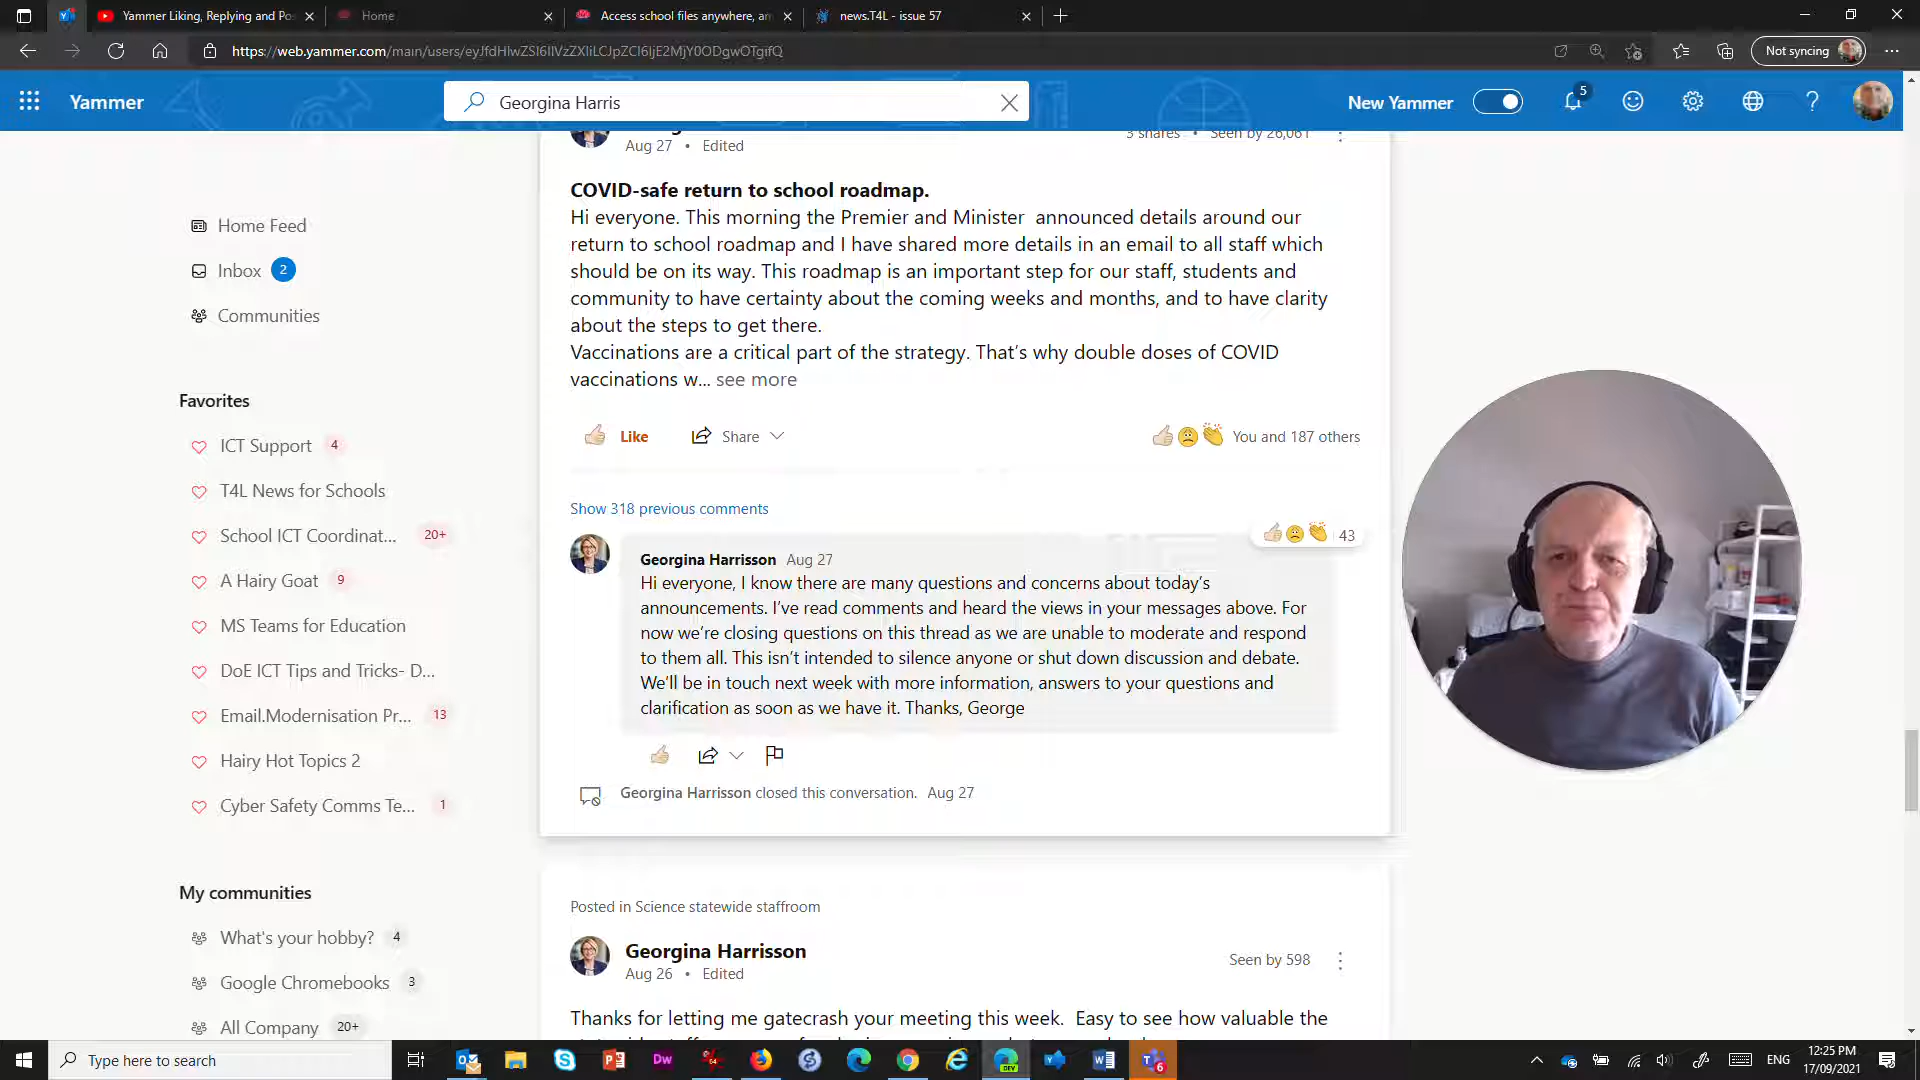 Yammer Liking, Replying and Po
Home
Access school files anywhere, an
news.T4L - issue 57
https://web.yammer.com/main/users/
Not syncing
Yammer
Georgina Harris
New Yammer
5
Aug 27 • Edited
3 shares • Seen by 26,061
Home Feed
Inbox 2
Communities
Favorites
ICT Support 4
T4L News for Schools
School ICT Coordinat... 20+
A Hairy Goat 9
MS Teams for Education
DoE ICT Tips and Tricks- D...
Email.Modernisation Pr... 13
Hairy Hot Topics 2
Cyber Safety Comms Te... 1
My communities
What's your hobby? 4
Google Chromebooks 3
All Company 20+
COVID-safe return to school roadmap.
Hi everyone. This morning the Premier and Minister announced details around our
return to school roadmap and I have shared more details in an email to all staff which
should be on its way. This roadmap is an important step for our staff, students and
community to have certainty about the coming weeks and months, and to have clarity
about the steps to get there.
Vaccinations are a critical part of the strategy. That's why double doses of COVID
vaccinations w... see more
Like Share
You and 187 others
Show 318 previous comments
43
Georgina Harrisson Aug 27
Hi everyone, I know there are many questions and concerns about today's
announcements. I've read comments and heard the views in your messages above. For
now we're closing questions on this thread as we are unable to moderate and respond
to them all. This isn't intended to silence anyone or shut down discussion and debate.
We'll be in touch next week with more information, answers to your questions and
clarification as soon as we have it. Thanks, George
Georgina Harrisson closed this conversation. Aug 27
Posted in Science statewide staffroom
Georgina Harrisson
Aug 26 • Edited
Seen by 598
Thanks for letting me gatecrash your meeting this week. Easy to see how valuable the
Type here to search
Dw
DEV
6
ENG
12:25 PM
17/09/2021